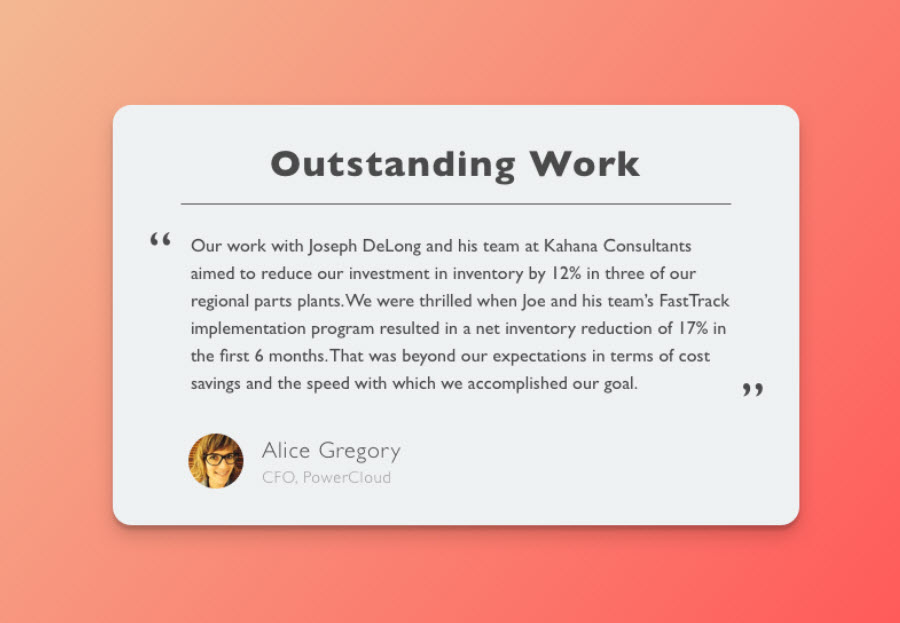 Outstanding Work
“ Our work with Joseph DeLong and his team at Kahana Consultants
aimed to reduce our investment in inventory by 12% in three of our
regional parts plants. We were thrilled when Joe and his team’s FastTrack
implementation program resulted in a net inventory reduction of 17% in
the first 6 months. That was beyond our expectations in terms of cost
savings and the speed with which we accomplished our goal. ”
Alice Gregory
CFO, PowerCloud